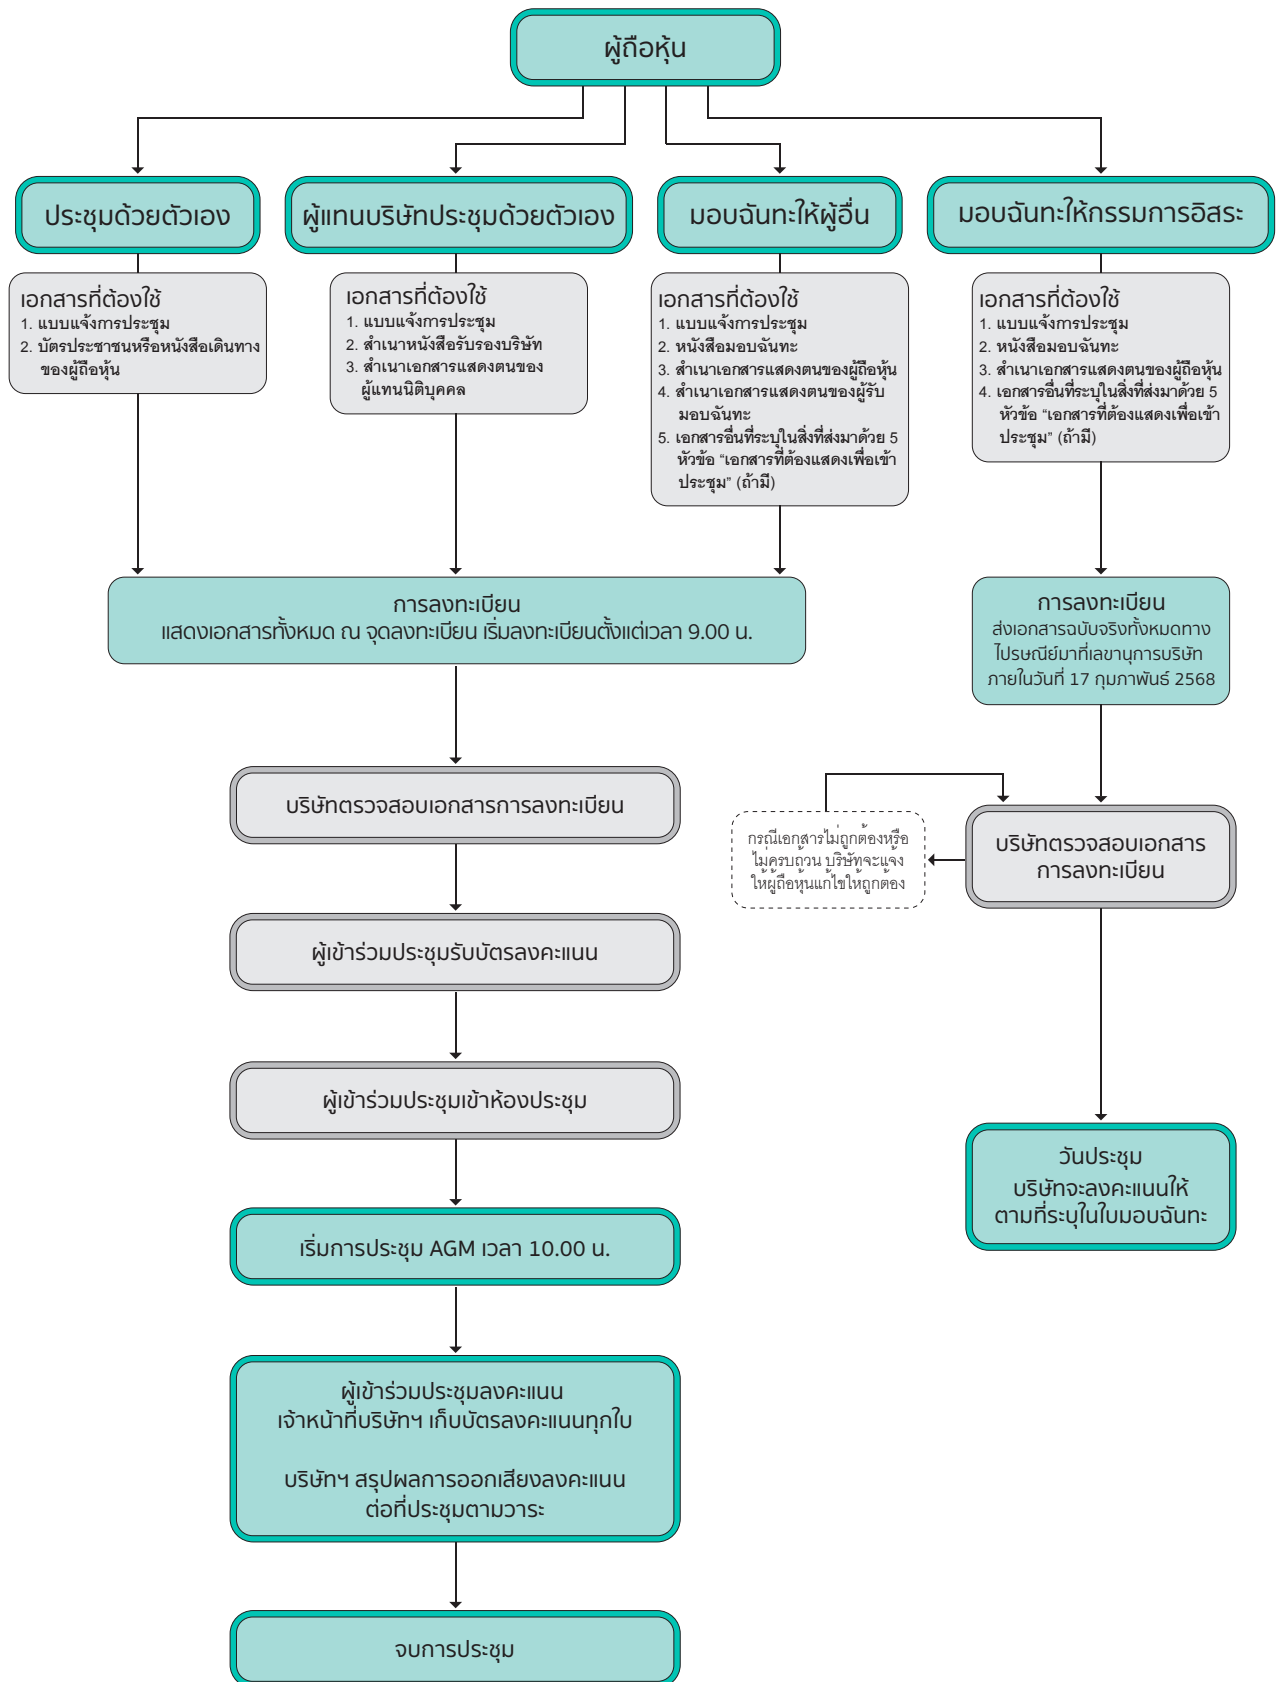 ผู้ถือหุ้น
ประชุมด้วยตัวเอง
เอกสารที่ต้องใช้
1. แบบแจ้งการประชุม
2. บัตรประชาชนหรือหนังสือเดินทาง
ของผู้ถือหุ้น
ผู้แทนบริษัทประชุมด้วยตัวเอง
เอกสารที่ต้องใช้
1. แบบแจ้งการประชุม
2. สำเนาหนังสือรับรองบริษัท
3. สำเนาเอกสารแสดงตนของ
ผู้แทนนิติบุคคล
มอบฉันทะให้ผู้อื่น
เอกสารที่ต้องใช้
1. แบบแจ้งการประชุม
2. หนังสือมอบฉันทะ
3. สำเนาเอกสารแสดงตนของผู้ถือหุ้น
4. สำเนาเอกสารแสดงตนของผู้รับ
มอบฉันทะ
5. เอกสารอื่นที่ระบุในสิ่งที่ส่งมาด้วย 5
หัวข้อ “เอกสารที่ต้องแสดงเพื่อเข้า
ประชุม” (ถ้ามี)
มอบฉันทะให้กรรมการอิสระ
เอกสารที่ต้องใช้
1. แบบแจ้งการประชุม
2. หนังสือมอบฉันทะ
3. สำเนาเอกสารแสดงตนของผู้ถือหุ้น
4. เอกสารอื่นที่ระบุในสิ่งที่ส่งมาด้วย 5
หัวข้อ “เอกสารที่ต้องแสดงเพื่อเข้า
ประชุม” (ถ้ามี)
การลงทะเบียน
แสดงเอกสารทั้งหมด ณ จุดลงทะเบียน เริ่มลงทะเบียนตั้งแต่เวลา 9.00 น.
บริษัทตรวจสอบเอกสารการลงทะเบียน
ผู้เข้าร่วมประชุมรับบัตรลงคะแนน
ผู้เข้าร่วมประชุมเข้าห้องประชุม
เริ่มการประชุม AGM เวลา 10.00 น.
ผู้เข้าร่วมประชุมลงคะแนน
เจ้าหน้าที่บริษัทฯ เก็บบัตรลงคะแนนทุกใบ
บริษัทฯ สรุปผลการออกเสียงลงคะแนน
ต่อที่ประชุมตามวาระ
จบการประชุม
การลงทะเบียน
ส่งเอกสารฉบับจริงทั้งหมดทาง
ไปรษณีย์มาที่เลขานุการบริษัท
ภายในวันที่ 17 กุมภาพันธ์ 2568
กรณีเอกสารไม่ถูกต้องหรือ
ไม่ครบถ้วน บริษัทจะแจ้ง
ให้ผู้ถือหุ้นแก้ไขให้ถูกต้อง
บริษัทตรวจสอบเอกสาร
การลงทะเบียน
วันประชุม
บริษัทจะลงคะแนนให้
ตามที่ระบุในใบมอบฉันทะ